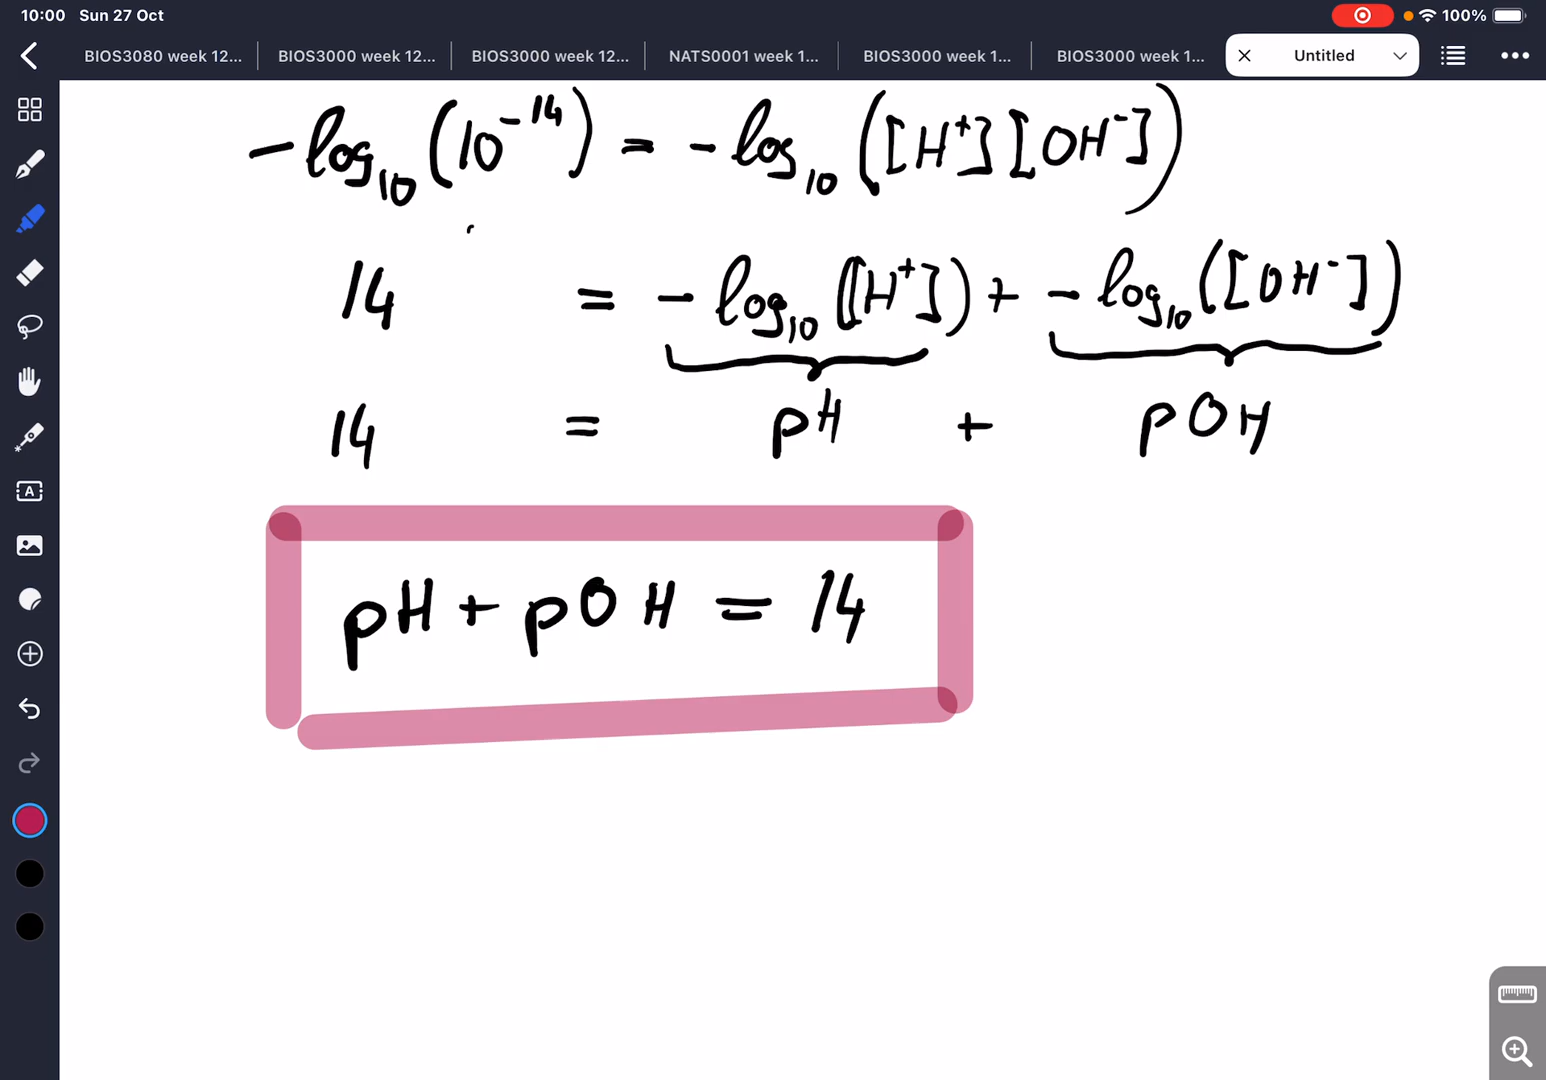 10:00 Sun 27 Oct 100%
BIOS3080 week 12... BIOS3000 week 12... BIOS3000 week 12... NATS0001 week 1... BIOS3000 week 1... BIOS3000 week 1... Untitled
-log₁₀(10⁻¹⁴) = -log₁₀([H⁺][OH⁻])
14 = -log₁₀([H⁺]) + -log₁₀([OH⁻])
14 = pH + pOH
pH + pOH = 14
A